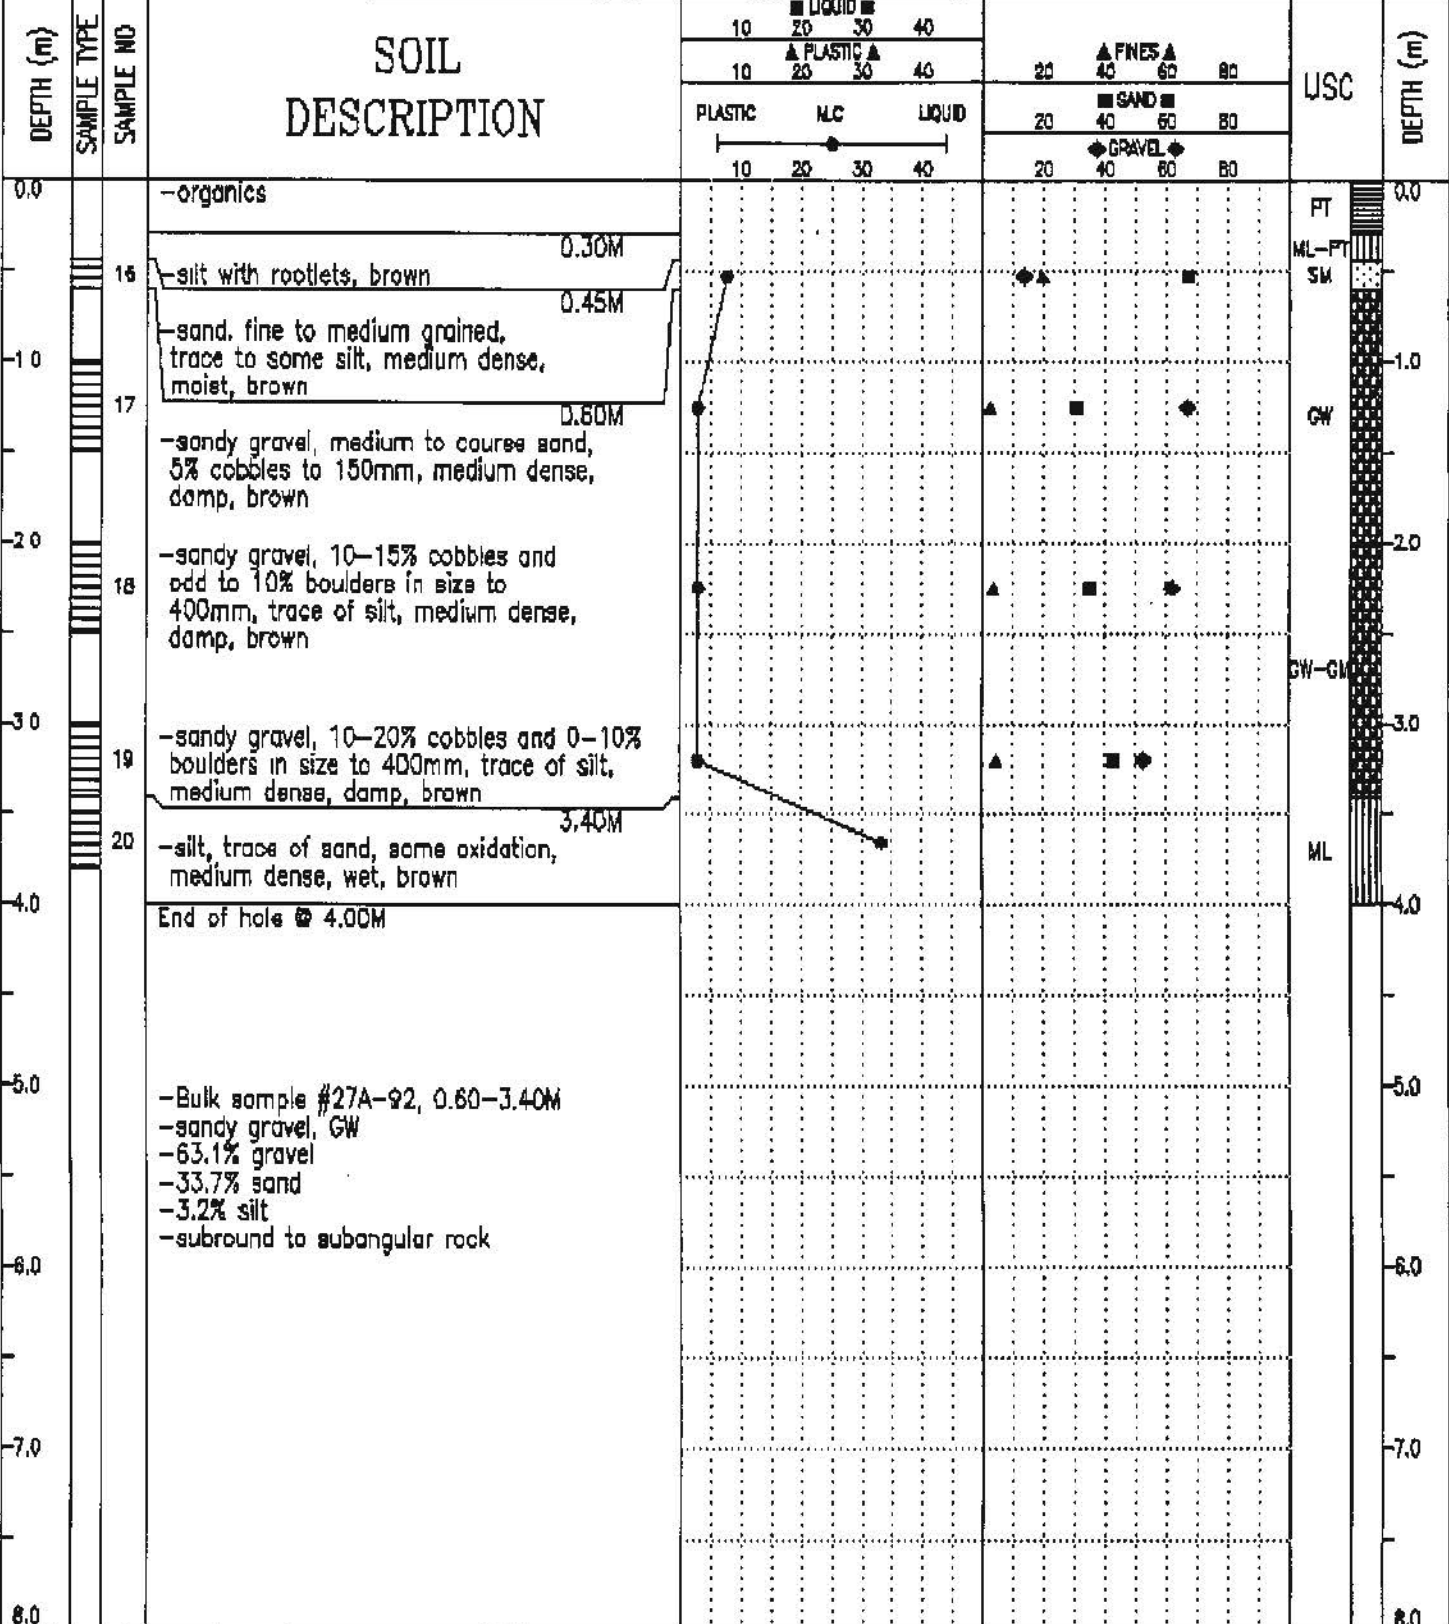 DEPTH (m)
SAMPLE TYPE
SAMPLE NO
SOIL
DESCRIPTION
■ LIQUID ■
10 20 30 40
▲ PLASTIC ▲
10 20 30 40
PLASTIC M.C LIQUID
10 20 30 40
▲ FINES ▲
20 40 60 80
■ SAND ■
20 40 60 80
◆ GRAVEL ◆
20 40 60 80
USC
DEPTH (m)
0.0
-organics
PT
0.0
0.30M
ML-PT
16
-silt with rootlets, brown
SM
0.45M
-sand, fine to medium grained,
1.0
trace to some silt, medium dense,
1.0
moist, brown
17
0.60M
GW
-sandy gravel, medium to course sand,
5% cobbles to 150mm, medium dense,
damp, brown
2.0
-sandy gravel, 10-15% cobbles and
2.0
18
odd to 10% boulders in size to
400mm, trace of silt, medium dense,
damp, brown
GW-GM
3.0
-sandy gravel, 10-20% cobbles and 0-10%
3.0
19
boulders in size to 400mm, trace of silt,
medium dense, damp, brown
3.40M
20
-silt, trace of sand, some oxidation,
ML
medium dense, wet, brown
4.0
End of hole @ 4.00M
4.0
5.0
-Bulk sample #27A-92, 0.60-3.40M
5.0
-sandy gravel, GW
-63.1% gravel
-33.7% sand
-3.2% silt
-subround to subangular rock
6.0
6.0
7.0
7.0
8.0
8.0